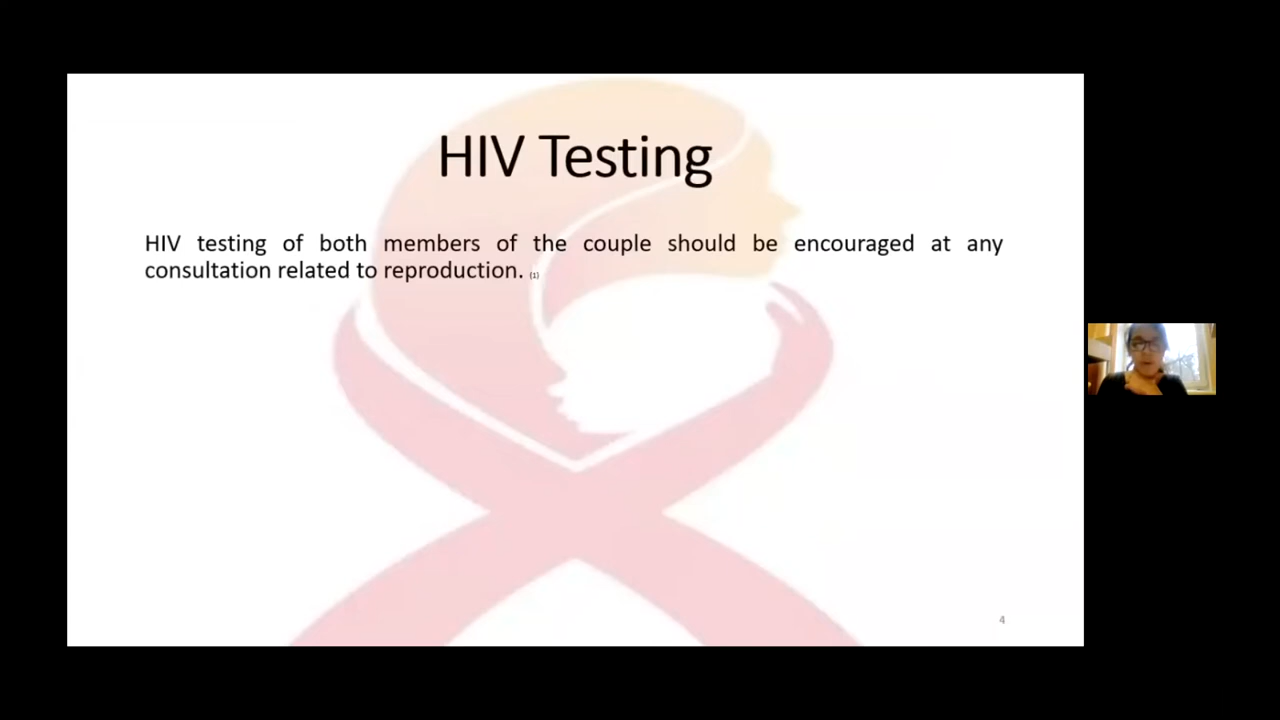 HIV Testing
HIV testing of both members of the couple should be encouraged at any
consultation related to reproduction. (1)
4